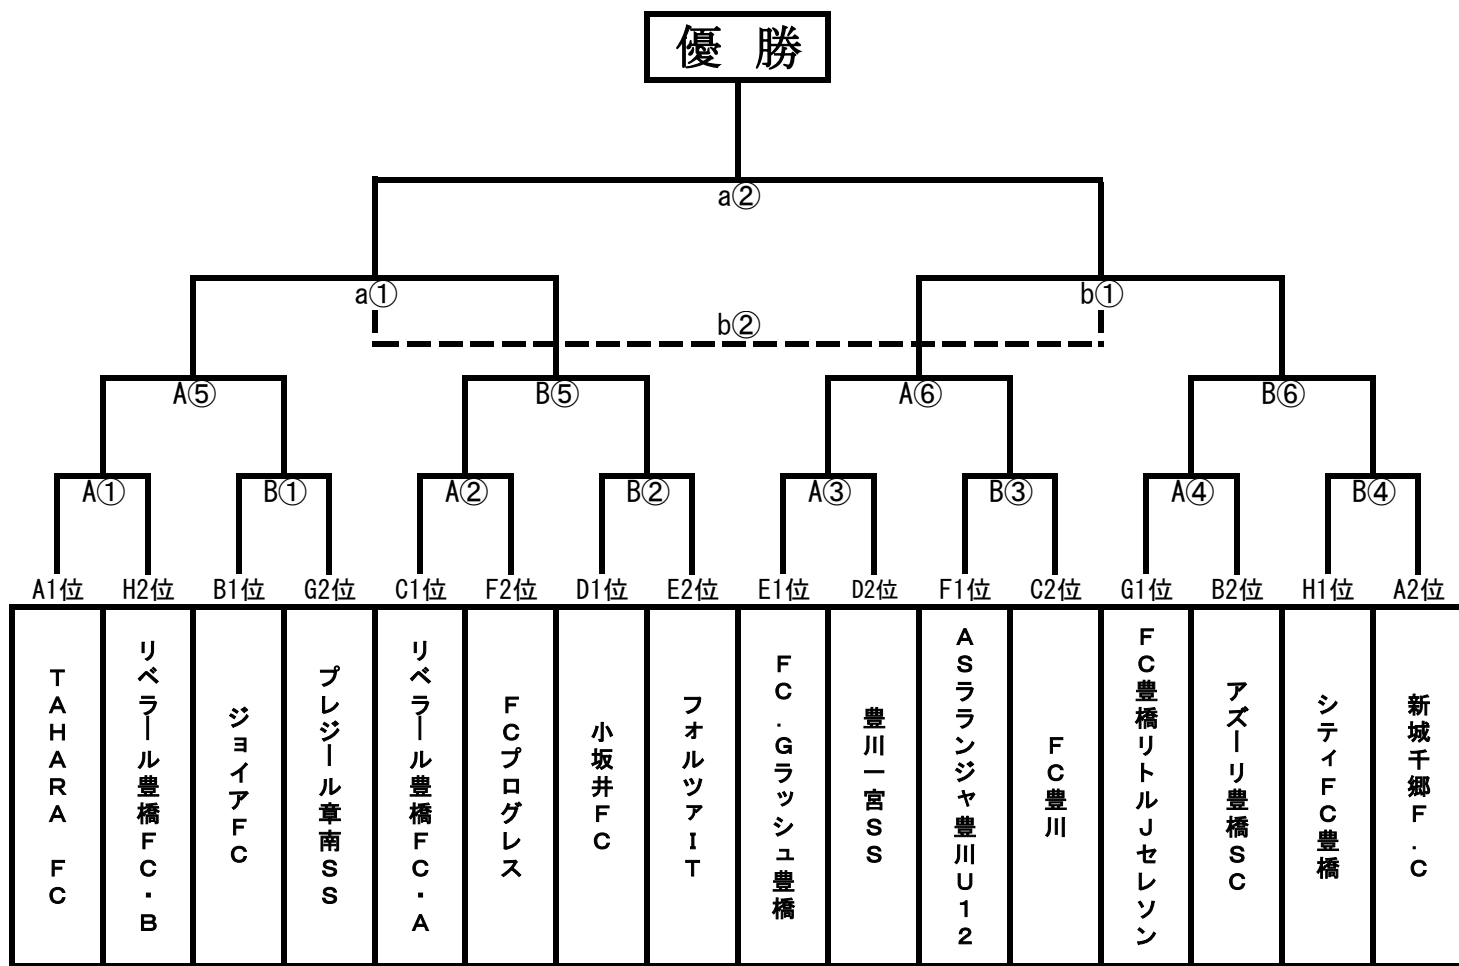 優 勝
a②
a① b①
b②
A⑤ B⑤ A⑥ B⑥
A① B① A② B② A③ B③ A④ B④
A1位 H2位 B1位 G2位 C1位 F2位 D1位 E2位 E1位 D2位 F1位 C2位 G1位 B2位 H1位 A2位
ＴＡＨＡＲＡ　ＦＣ
リベラール豊橋ＦＣ・Ｂ
ジョイアＦＣ
プレジール章南ＳＳ
リベラール豊橋ＦＣ・Ａ
ＦＣプログレス
小坂井ＦＣ
フォルツァＩＴ
ＦＣ．Ｇラッシュ豊橋
豊川一宮ＳＳ
ＡＳラランジャ豊川Ｕ１２
ＦＣ豊川
ＦＣ豊橋リトルＪセレソン
アズーリ豊橋ＳＣ
シティＦＣ豊橋
新城千郷Ｆ．Ｃ